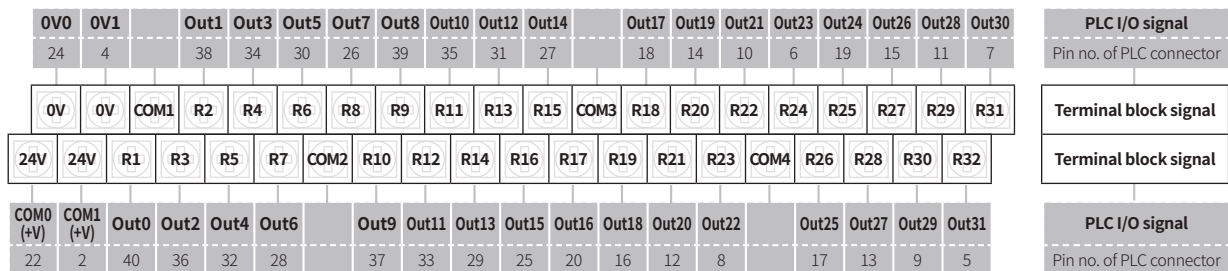 0V0 0V1 Out1 Out3 Out5 Out7 Out8 Out10 Out12 Out14 Out17 Out19 Out21 Out23 Out24 Out26 Out28 Out30 PLC I/O signal
24 4 38 34 30 26 39 35 31 27 18 14 10 6 19 15 11 7 Pin no. of PLC connector
0V 0V COM1 R2 R4 R6 R8 R9 R11 R13 R15 COM3 R18 R20 R22 R24 R25 R27 R29 R31 Terminal block signal
24V 24V R1 R3 R5 R7 COM2 R10 R12 R14 R16 R17 R19 R21 R23 COM4 R26 R28 R30 R32 Terminal block signal
COM0 (+V) COM1 (+V) Out0 Out2 Out4 Out6 Out9 Out11 Out13 Out15 Out16 Out18 Out20 Out22 Out25 Out27 Out29 Out31 PLC I/O signal
22 2 40 36 32 28 37 33 29 25 20 16 12 8 17 13 9 5 Pin no. of PLC connector